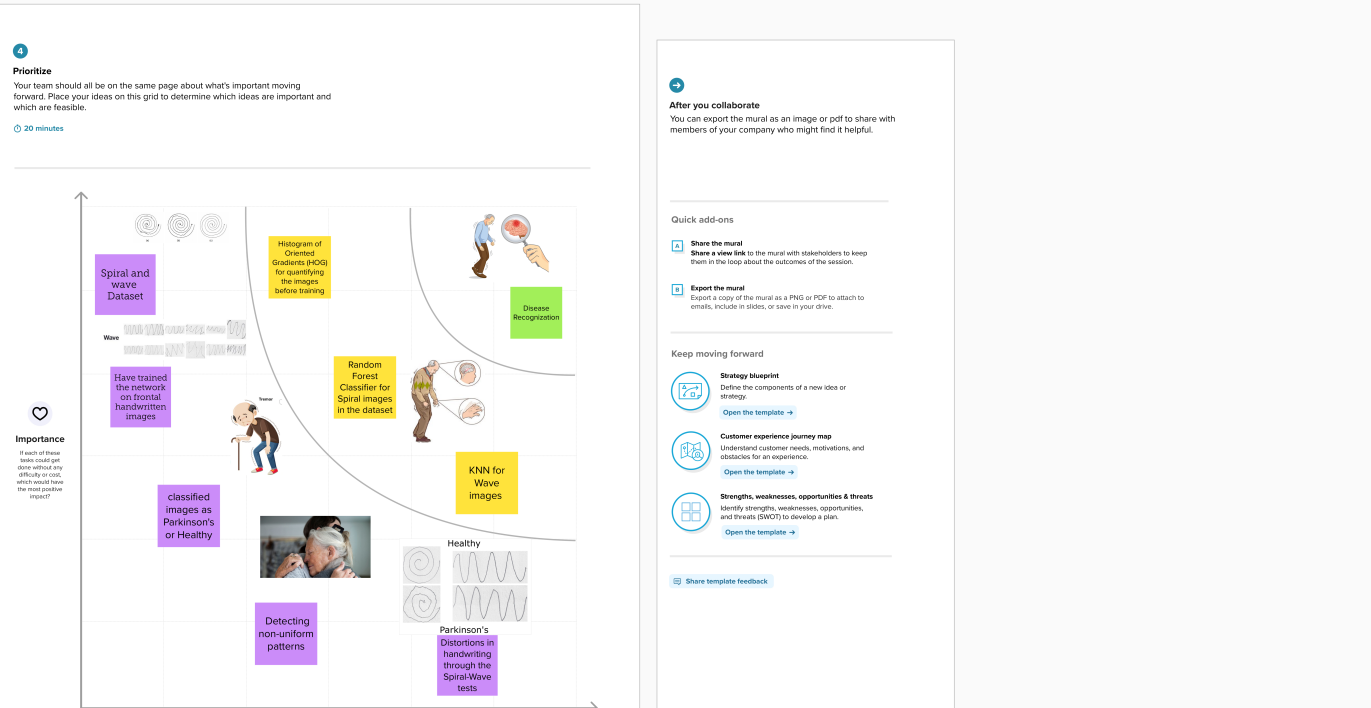 4
Prioritize
Your team should all be on the same page about what's important moving
forward. Place your ideas on this grid to determine which ideas are important and
which are feasible.
20 minutes
Spiral and
wave
Dataset
Wave
Have trained
the network
on frontal
handwritten
images
Histogram of
Oriented
Gradients (HOG)
for quantifying
the images
before training
Disease
Recognization
Random
Forest
Classifier for
Spiral images
in the dataset
Tremor
KNN for
Wave
images
classified
images as
Parkinson's
or Healthy
Healthy
Parkinson's
Detecting
non-uniform
patterns
Distortions in
handwriting
through the
Spiral-Wave
tests
Importance
If each of these
tasks could get
done without any
difficulty or cost,
which would have
the most positive
impact?
After you collaborate
You can export the mural as an image or pdf to share with
members of your company who might find it helpful.
Quick add-ons
A
Share the mural
Share a view link to the mural with stakeholders to keep
them in the loop about the outcomes of the session.
B
Export the mural
Export a copy of the mural as a PNG or PDF to attach to
emails, include in slides, or save in your drive.
Keep moving forward
Strategy blueprint
Define the components of a new idea or
strategy.
Open the template →
Customer experience journey map
Understand customer needs, motivations, and
obstacles for an experience.
Open the template →
Strengths, weaknesses, opportunities & threats
Identify strengths, weaknesses, opportunities,
and threats (SWOT) to develop a plan.
Open the template →
Share template feedback